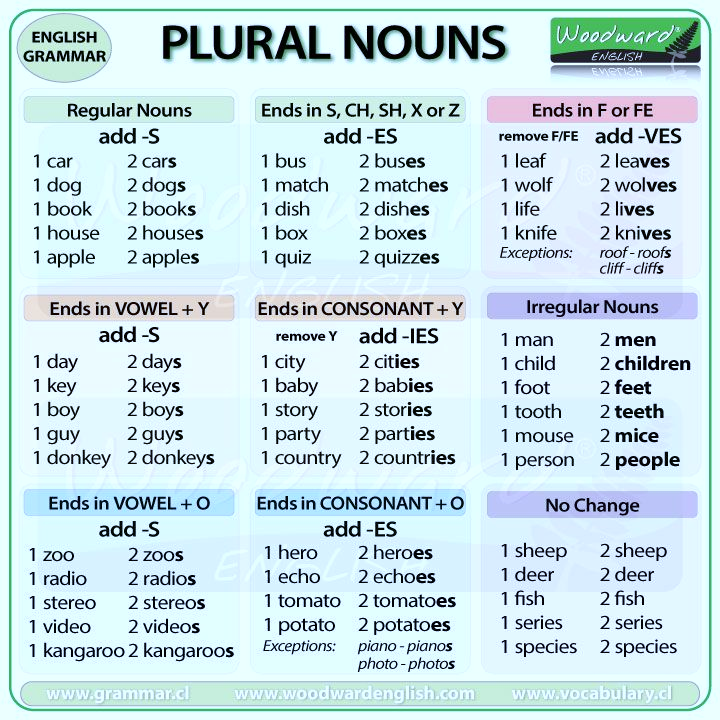 ENGLISH
GRAMMAR
PLURAL NOUNS
Woodward®
ENGLISH
Regular Nouns
add -S
1 car 2 cars
1 dog 2 dogs
1 book 2 books
1 house 2 houses
1 apple 2 apples
Ends in S, CH, SH, X or Z
add -ES
1 bus 2 buses
1 match 2 matches
1 dish 2 dishes
1 box 2 boxes
1 quiz 2 quizzes
Ends in F or FE
remove F/FE add -VES
1 leaf 2 leaves
1 wolf 2 wolves
1 life 2 lives
1 knife 2 knives
Exceptions: roof - roofs
cliff - cliffs
Ends in VOWEL + Y
add -S
1 day 2 days
1 key 2 keys
1 boy 2 boys
1 guy 2 guys
1 donkey 2 donkeys
Ends in CONSONANT + Y
remove Y add -IES
1 city 2 cities
1 baby 2 babies
1 story 2 stories
1 party 2 parties
1 country 2 countries
Irregular Nouns
1 man 2 men
1 child 2 children
1 foot 2 feet
1 tooth 2 teeth
1 mouse 2 mice
1 person 2 people
Ends in VOWEL + O
add -S
1 zoo 2 zoos
1 radio 2 radios
1 stereo 2 stereos
1 video 2 videos
1 kangaroo 2 kangaroos
Ends in CONSONANT + O
add -ES
1 hero 2 heroes
1 echo 2 echoes
1 tomato 2 tomatoes
1 potato 2 potatoes
Exceptions: piano - pianos
photo - photos
No Change
1 sheep 2 sheep
1 deer 2 deer
1 fish 2 fish
1 series 2 series
1 species 2 species
Woodward®
ENGLISH
Woodward®
ENGLISH
www.grammar.cl www.woodwardenglish.com www.vocabulary.cl